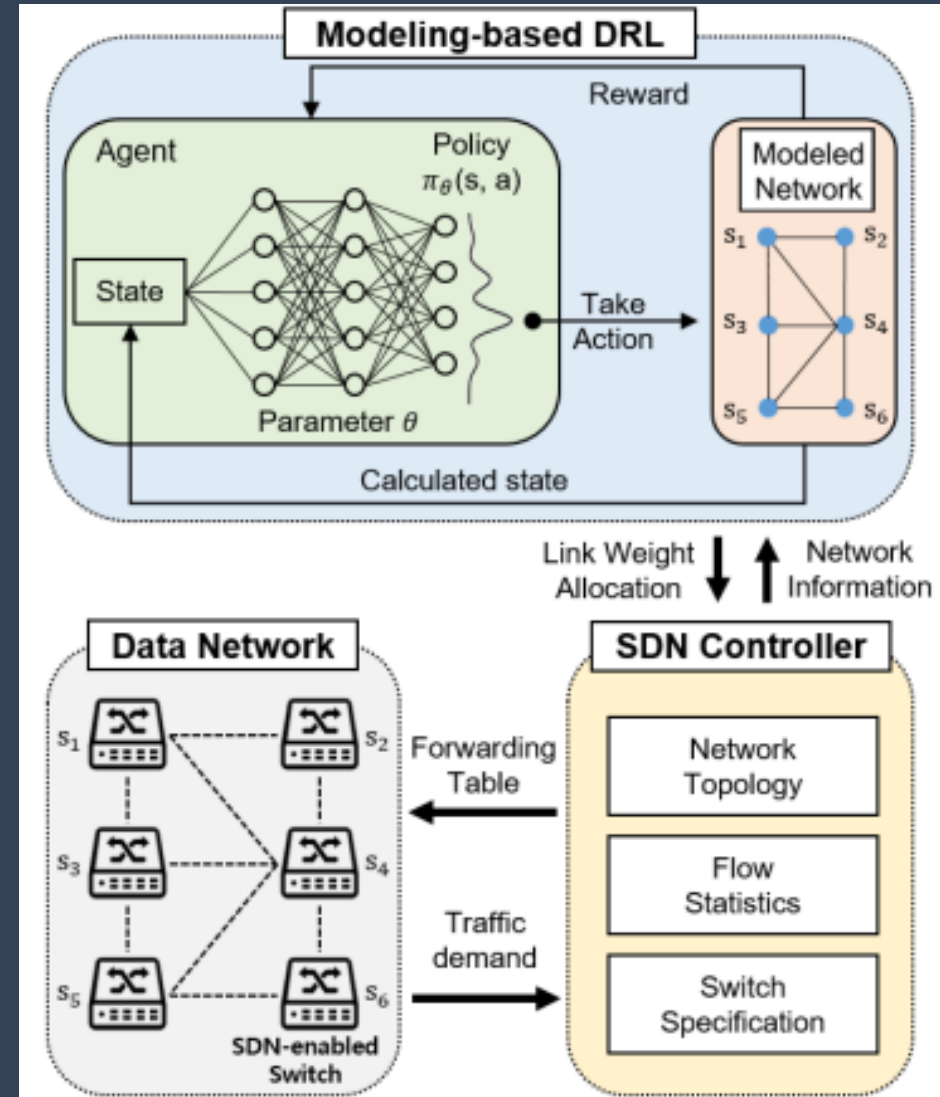 Modeling-based DRL
Reward
Agent
Policy
π_θ(s, a)
State
Parameter θ
Take
Action
Modeled
Network
s₁
s₂
s₃
s₄
s₅
s₆
Calculated state
Link Weight
Allocation
Network
Information
Data Network
s₁
s₂
s₃
s₄
s₅
s₆
SDN-enabled
Switch
Forwarding
Table
Traffic
demand
SDN Controller
Network
Topology
Flow
Statistics
Switch
Specification